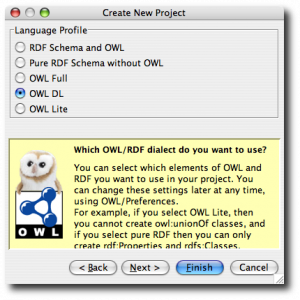 Create New Project
Language Profile
RDF Schema and OWL
Pure RDF Schema without OWL
OWL Full
OWL DL
OWL Lite
Which OWL/RDF dialect do you want to use?
You can select which elements of OWL and
RDF you want to use in your project. You
can change these settings later at any time,
using OWL/Preferences.
For example, if you select OWL Lite, then
you cannot create owl:unionOf classes, and
if you select pure RDF then you can only
create rdf:Properties and rdfs:Classes.
OWL
< Back
Next >
Finish
Cancel